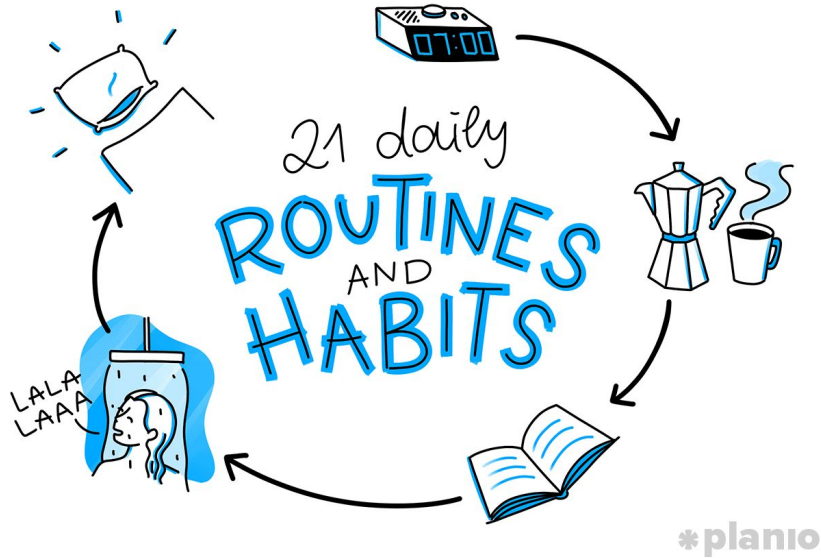 07:00
21 daily
ROUTINES
AND
HABITS
LALA
LAAA
*planio